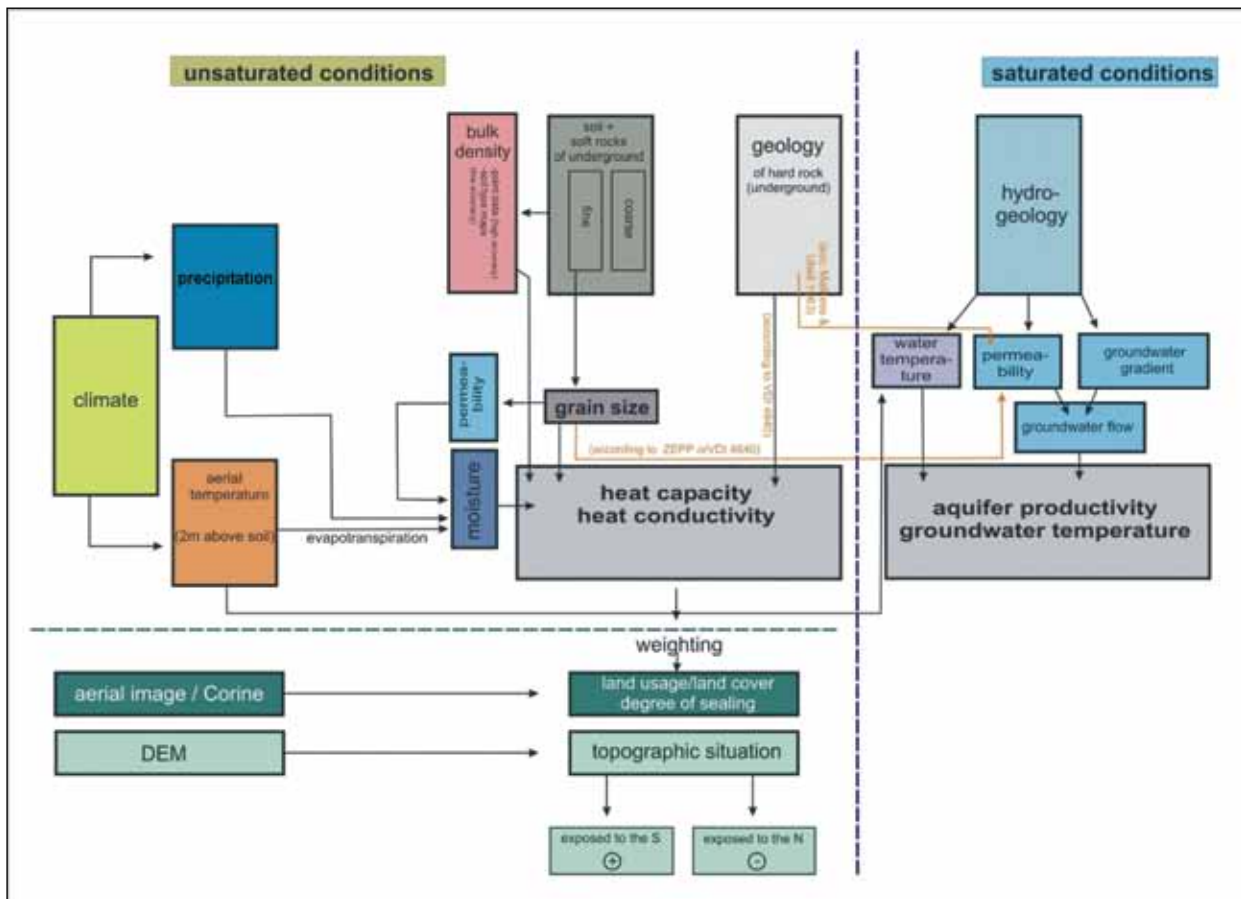 unsaturated conditions
saturated conditions
bulk
density
soil +
soft rocks
of underground
fine
coarse
geology
of hard rock
(underground)
hydro-
geology
precipitation
climate
aerial
temperature
(2m above soil)
evapotranspiration
permea-
bility
moisture
grain size
(according to ZEPP
(according to VDI 4640)
heat capacity
heat conductivity
water
tempera-
ture
permea-
bility
groundwater
gradient
groundwater flow
aquifer productivity
groundwater temperature
weighting
aerial image / Corine
land usage/land cover
degree of sealing
DEM
topographic situation
exposed to the S
+
exposed to the N
-